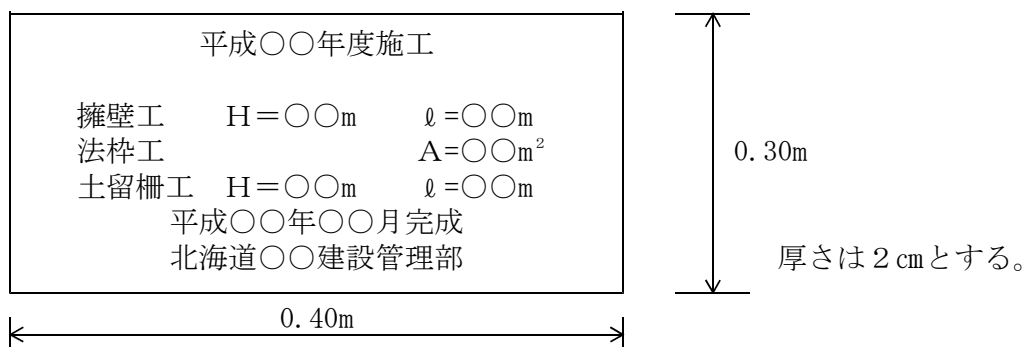 平成○○年度施工
擁壁工　H=○○m　ℓ=○○m
法枠工　A=○○m²
土留柵工　H=○○m　ℓ=○○m
平成○○年○○月完成
北海道○○建設管理部
0.30m
厚さは2㎝とする。
0.40m